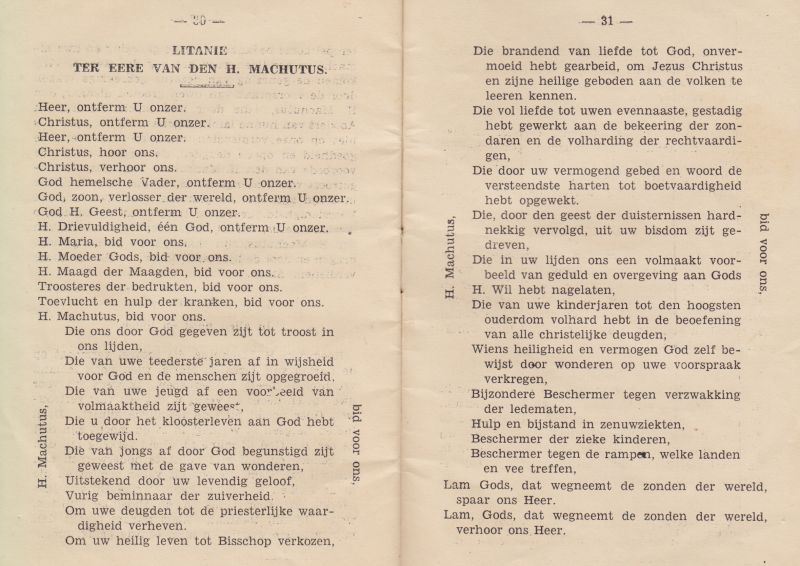 — 30 —
LITANIE
TER EERE VAN DEN H. MACHUTUS.
Heer, ontferm U onzer.
Christus, ontferm U onzer.
Heer, ontferm U onzer.
Christus, hoor ons.
Christus, verhoor ons.
God hemelsche Vader, ontferm U onzer.
God, zoon, verlosser der wereld, ontferm U onzer.
God H. Geest, ontferm U onzer.
H. Drievuldigheid, één God, ontferm U onzer.
H. Maria, bid voor ons.
H. Moeder Gods, bid voor ons.
H. Maagd der Maagden, bid voor ons.
Troosteres der bedrukten, bid voor ons.
Toevlucht en hulp der kranken, bid voor ons.
H. Machutus, bid voor ons.
Die ons door God gegeven zijt tot troost in
ons lijden,
Die van uwe teederste jaren af in wijsheid
voor God en de menschen zijt opgegroeid.
Die van uwe jeugd af een voorbeeld van
volmaaktheid zijt geweest,
Die u door het kloosterleven aan God hebt
toegewijd.
Die van jongs af door God begunstigd zijt
geweest met de gave van wonderen,
Uitstekend door uw levendig geloof,
Vurig beminnaar der zuiverheid.
Om uwe deugden tot de priesterlijke waar-
digheid verheven.
Om uw heilig leven tot Bisschop verkozen,
H. Machutus,
bid voor ons,
— 31 —
Die brandend van liefde tot God, onver-
moeid hebt gearbeid, om Jezus Christus
en zijne heilige geboden aan de volken te
leeren kennen.
Die vol liefde tot uwen evennaaste, gestadig
hebt gewerkt aan de bekeering der zon-
daren en de volharding der rechtvaardi-
gen,
Die door uw vermogend gebed en woord de
versteendste harten tot boetvaardigheid
hebt opgewekt.
Die, door den geest der duisternissen hard-
nekkig vervolgd, uit uw bisdom zijt ge-
dreven,
Die in uw lijden ons een volmaakt voor-
beeld van geduld en overgeving aan Gods
H. Wil hebt nagelaten,
Die van uwe kinderjaren tot den hoogsten
ouderdom volhard hebt in de beoefening
van alle christelijke deugden,
Wiens heiligheid en vermogen God zelf be-
wijst door wonderen op uwe voorspraak
verkregen,
Bijzondere Beschermer tegen verzwakking
der ledematen,
Hulp en bijstand in zenuwziekten,
Beschermer der zieke kinderen,
Beschermer tegen de rampen, welke landen
en vee treffen,
H. Machutus,
bid voor ons,
Lam Gods, dat wegneemt de zonden der wereld,
spaar ons Heer.
Lam, Gods, dat wegneemt de zonden der wereld,
verhoor ons Heer.